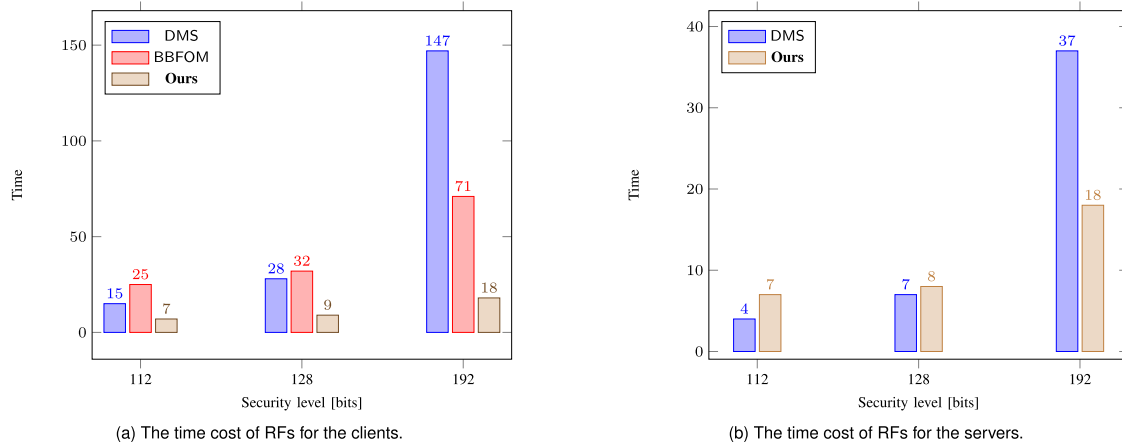 DMS
BBFOM
Ours
150
100
50
0
Time
15
25
7
28
32
9
147
71
18
112
128
192
Security level [bits]
(a) The time cost of RFs for the clients.
DMS
Ours
40
30
20
10
0
Time
4
7
7
8
37
18
112
128
192
Security level [bits]
(b) The time cost of RFs for the servers.